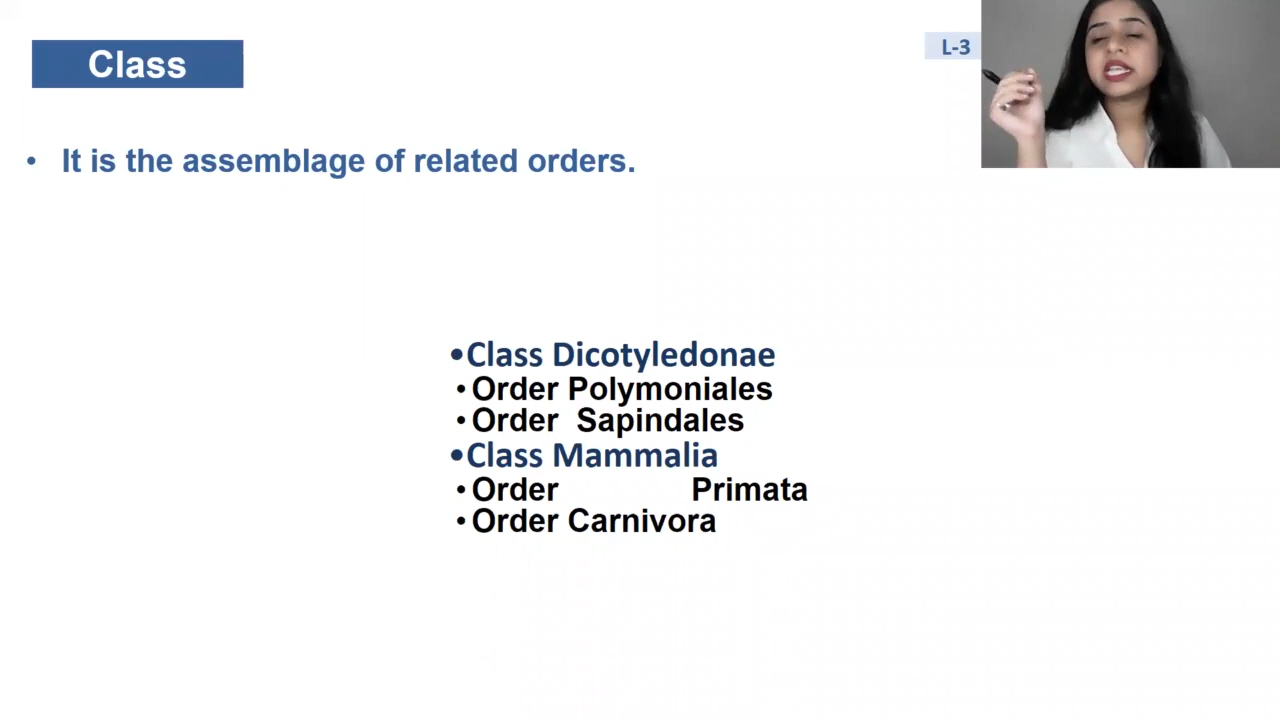 Class
L-3
• It is the assemblage of related orders.
•Class Dicotyledonae
•Order Polymoniales
•Order Sapindales
•Class Mammalia
•Order Primata
•Order Carnivora